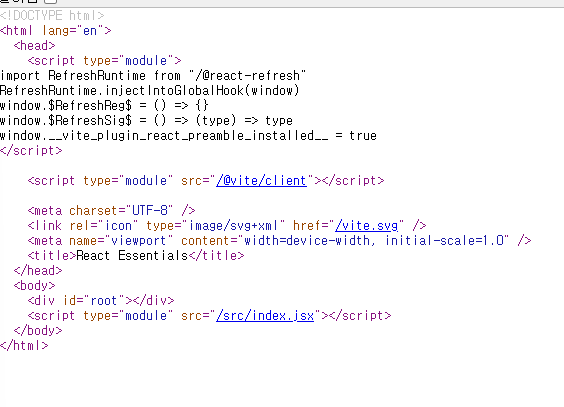 <!DOCTYPE html>
<html lang="en">
  <head>
    <script type="module">
import RefreshRuntime from "/@react-refresh"
RefreshRuntime.injectIntoGlobalHook(window)
window.$RefreshReg$ = () => {}
window.$RefreshSig$ = () => (type) => type
window.__vite_plugin_react_preamble_installed__ = true
</script>

    <script type="module" src="/@vite/client"></script>

    <meta charset="UTF-8" />
    <link rel="icon" type="image/svg+xml" href="/vite.svg" />
    <meta name="viewport" content="width=device-width, initial-scale=1.0" />
    <title>React Essentials</title>
  </head>
  <body>
    <div id="root"></div>
    <script type="module" src="/src/index.jsx"></script>
  </body>
</html>